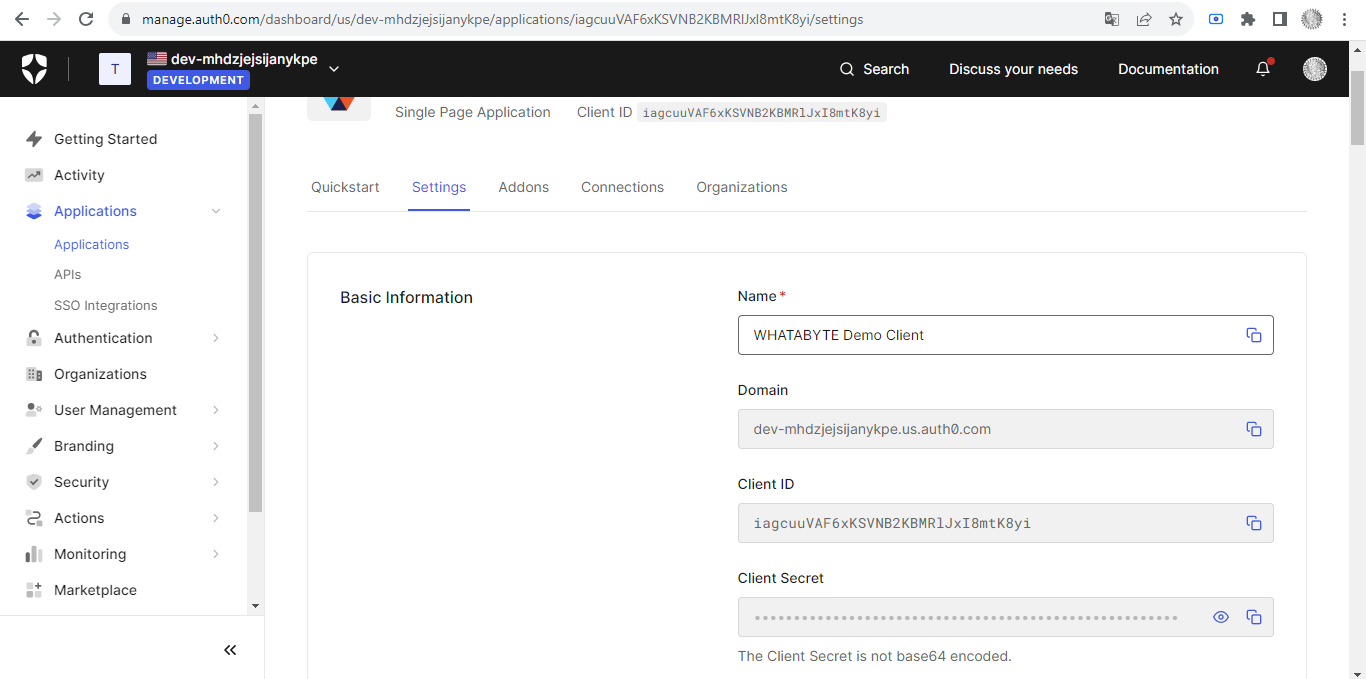 manage.auth0.com/dashboard/us/dev-mhdzjejsijanykpe/applications/iagcuuVAF6xKSVNB2KBMRlJxI8mtK8yi/settings
T
dev-mhdzjejsijanykpe
DEVELOPMENT
Search
Discuss your needs
Documentation
Getting Started
Activity
Applications
Applications
APIs
SSO Integrations
Authentication
Organizations
User Management
Branding
Security
Actions
Monitoring
Marketplace
Single Page Application
Client ID iagcuuVAF6xKSVNB2KBMRlJxI8mtK8yi
Quickstart
Settings
Addons
Connections
Organizations
Basic Information
Name *
WHATABYTE Demo Client
Domain
dev-mhdzjejsijanykpe.us.auth0.com
Client ID
iagcuuVAF6xKSVNB2KBMRlJxI8mtK8yi
Client Secret
The Client Secret is not base64 encoded.